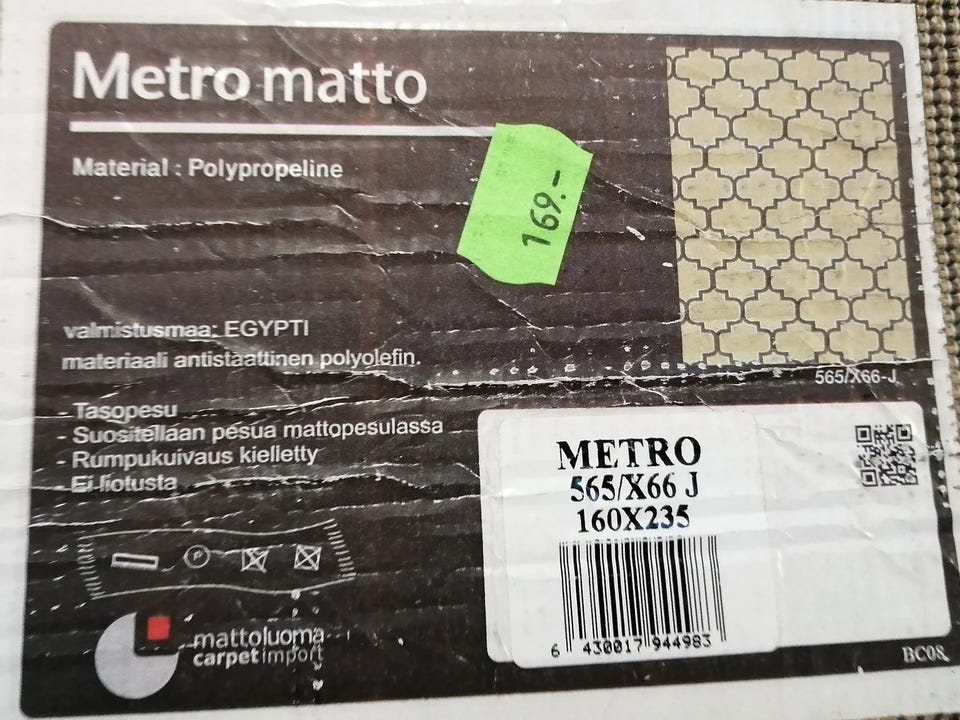 Metro matto
Material : Polypropeline
169.-
valmistusmaa: EGYPTI
materiaali antistaattinen polyolefin.
565/X66-J
- Tasopesu
- Suositellaan pesua mattopesulassa
- Rumpukuivaus kielletty
- Ei liotusta
P
METRO
565/X66 J
160X235
6 430017 944983
mattoluoma
carpet import
BC08